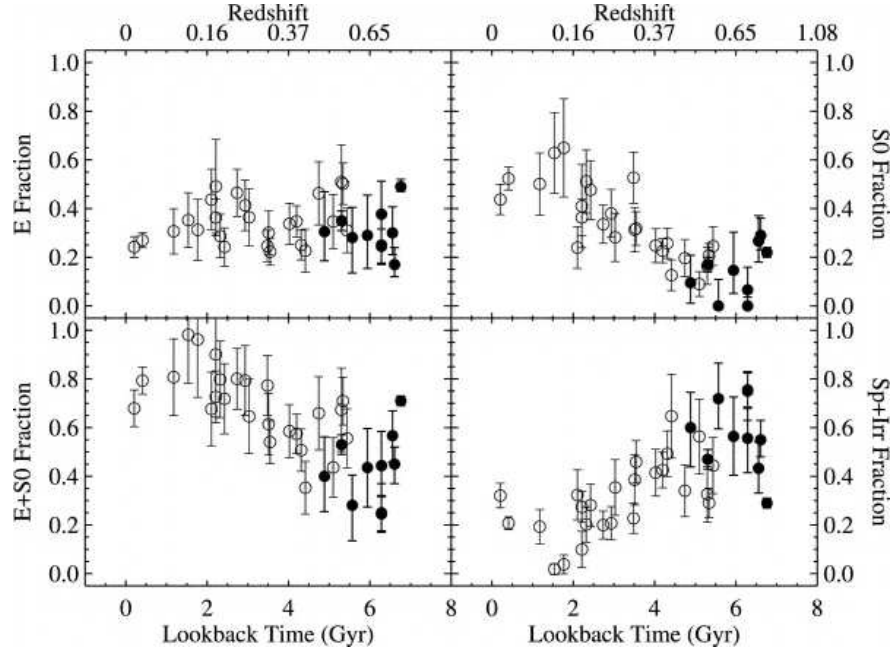 Redshift Redshift
0 0.16 0.37 0.65 0 0.16 0.37 0.65 1.08
1.0 1.0
0.8 0.8
0.6 0.6
0.4 0.4
0.2 0.2
0.0 0.0
E Fraction
S0 Fraction
1.0 1.0
0.8 0.8
0.6 0.6
0.4 0.4
0.2 0.2
0.0 0.0
E+S0 Fraction
Sp+Irr Fraction
0 2 4 6 0 2 4 6 8
Lookback Time (Gyr) Lookback Time (Gyr)